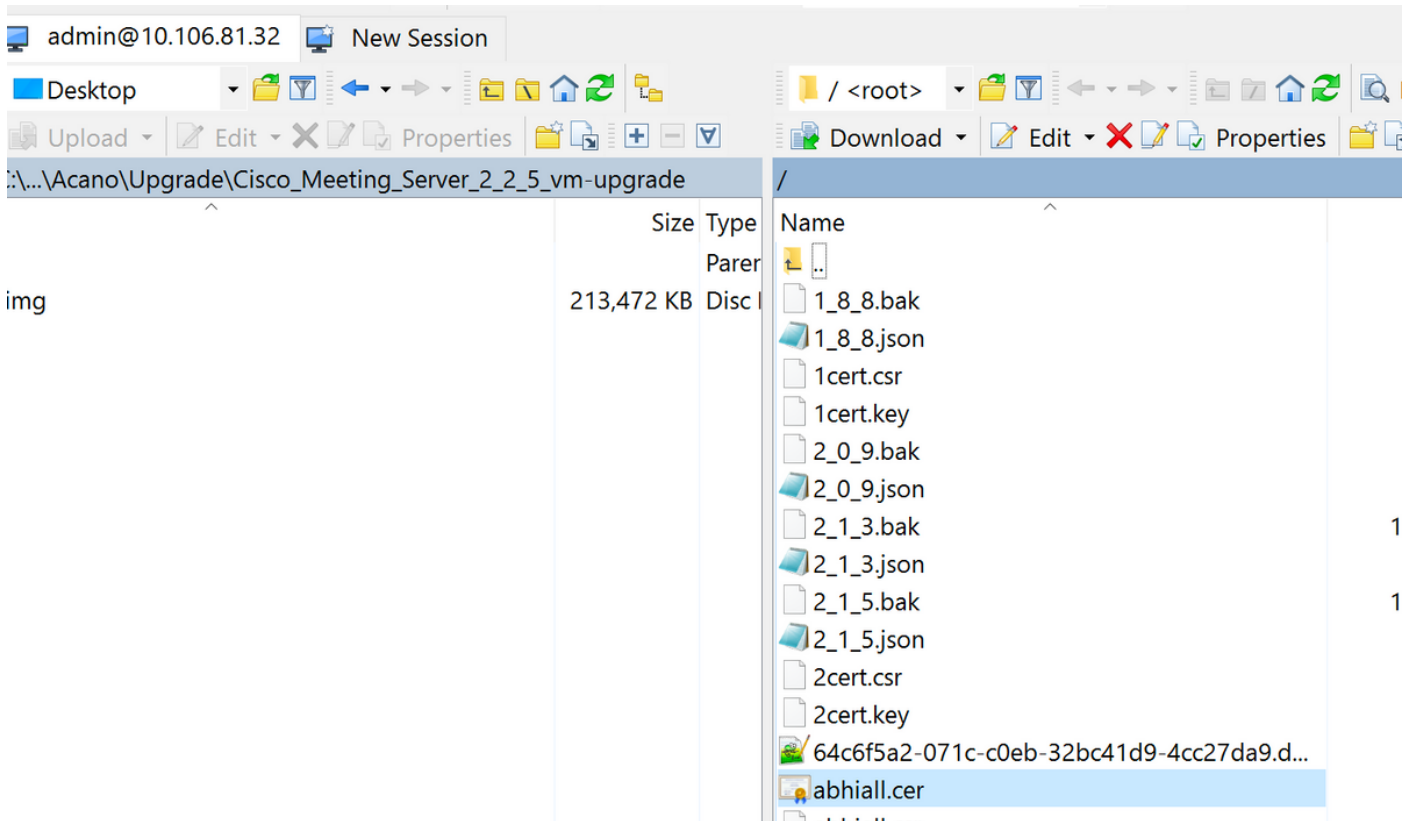 admin@10.106.81.32 New Session
Desktop / <root>
Upload Edit Properties Download Edit Properties
:\...\Acano\Upgrade\Cisco_Meeting_Server_2_2_5_vm-upgrade /
Size Type Name
Parer ..
img 213,472 KB Disc 1_8_8.bak
1_8_8.json
1cert.csr
1cert.key
2_0_9.bak
2_0_9.json
2_1_3.bak 1
2_1_3.json
2_1_5.bak 1
2_1_5.json
2cert.csr
2cert.key
64c6f5a2-071c-c0eb-32bc41d9-4cc27da9.d...
abhiall.cer